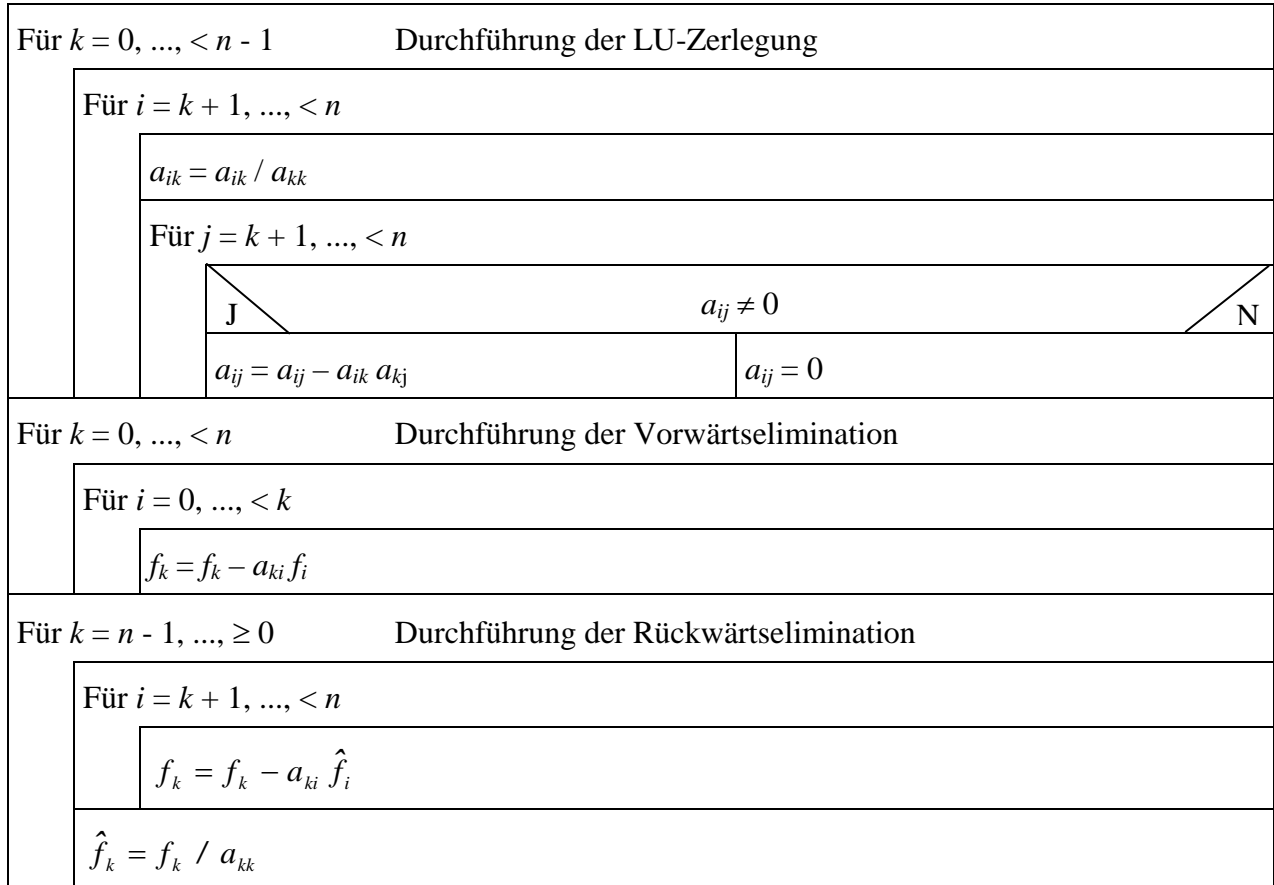 Für k = 0, ..., < n - 1 Durchführung der LU-Zerlegung
Für i = k + 1, ..., < n
a_ik = a_ik / a_kk
Für j = k + 1, ..., < n
J a_ij ≠ 0 N
a_ij = a_ij – a_ik a_kj a_ij = 0
Für k = 0, ..., < n Durchführung der Vorwärtselimination
Für i = 0, ..., < k
f_k = f_k – a_ki f_i
Für k = n - 1, ..., ≥ 0 Durchführung der Rückwärtselimination
Für i = k + 1, ..., < n
f_k = f_k − a_ki f̂_i
f̂_k = f_k / a_kk